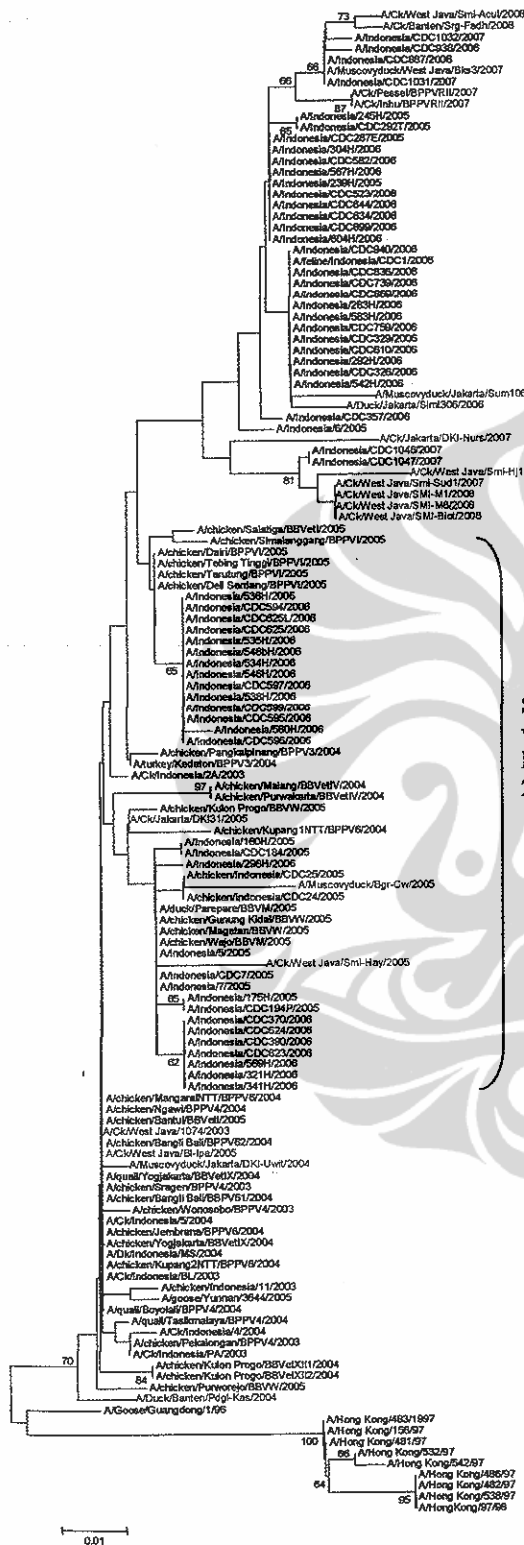 73
A/Ck/West Java/Smi-Acul/2008
A/Ck/Banten/Srg-Fadh/2008
A/Indonesia/CDC1032/2007
A/Indonesia/CDC938/2006
66
A/Indonesia/CDC887/2006
A/Muscovyduck/West Java/Bks3/2007
A/Indonesia/CDC1031/2007
66
A/Ck/Pessel/BPPVRII/2007
87
A/Ck/Inhu/BPPVRII/2007
A/Indonesia/245H/2005
65
A/Indonesia/CDC292T/2005
A/Indonesia/CDC287E/2005
A/Indonesia/304H/2006
A/Indonesia/CDC582/2006
A/Indonesia/567H/2006
A/Indonesia/239H/2005
A/Indonesia/CDC523/2006
A/Indonesia/CDC644/2006
A/Indonesia/CDC634/2006
A/Indonesia/CDC699/2006
A/Indonesia/604H/2006
A/Indonesia/CDC940/2006
A/feline/Indonesia/CDC1/2006
A/Indonesia/CDC835/2006
A/Indonesia/CDC739/2006
A/Indonesia/CDC669/2006
A/Indonesia/283H/2006
A/Indonesia/583H/2006
A/Indonesia/CDC759/2006
A/Indonesia/CDC329/2005
A/Indonesia/CDC610/2006
A/Indonesia/292H/2006
A/Indonesia/CDC326/2006
A/Indonesia/542H/2006
A/Muscovyduck/Jakarta/Sum106
A/Duck/Jakarta/Slmt306/2006
A/Indonesia/CDC357/2006
A/Indonesia/6/2005
A/Ck/Jakarta/DKI-Nurs/2007
A/Indonesia/CDC1046/2007
A/Indonesia/CDC1047/2007
81
A/Ck/West Java/Smi-Hj1
A/Ck/West Java/Smi-Sud1/2007
A/Ck/West Java/SMI-M1/2008
A/Ck/West Java/SMI-M6/2008
A/Ck/West Java/SMI-Biot/2008
A/chicken/Salatiga/BBVetI/2005
A/chicken/Simalanggang/BPPVI/2005
A/chicken/Dairi/BPPVI/2005
A/chicken/Tebing Tinggi/BPPVI/2005
A/chicken/Tarutung/BPPVI/2005
A/chicken/Deli Serdang/BPPVI/2005
A/Indonesia/536H/2006
A/Indonesia/CDC594/2006
A/Indonesia/CDC625L/2006
A/Indonesia/CDC625/2006
A/Indonesia/535H/2006
A/Indonesia/546bH/2006
A/Indonesia/534H/2006
65
A/Indonesia/546H/2006
A/Indonesia/CDC597/2006
A/Indonesia/538H/2006
A/Indonesia/CDC599/2006
A/Indonesia/CDC595/2006
A/Indonesia/560H/2006
A/Indonesia/CDC596/2006
A/chicken/Pangkalpinang/BPPV3/2004
A/turkey/Kedaton/BPPV3/2004
A/Ck/Indonesia/2A/2003
97
A/chicken/Malang/BBVetIV/2004
A/chicken/Purwakarta/BBVetIV/2004
A/chicken/Kulon Progo/BBVW/2005
A/Ck/Jakarta/DKI31/2005
A/chicken/Kupang1NTT/BPPV6/2004
A/Indonesia/160H/2005
A/Indonesia/CDC184/2005
A/Indonesia/298H/2006
A/chicken/Indonesia/CDC25/2005
A/Muscovyduck/Bgr-Cw/2005
A/chicken/Indonesia/CDC24/2005
A/duck/Parepare/BBVM/2005
A/chicken/Gunung Kidal/BBVW/2005
A/chicken/Magetan/BBVW/2005
A/chicken/Wajo/BBVM/2005
A/Indonesia/5/2005
A/Ck/West Java/Smi-Hay/2005
A/Indonesia/CDC7/2005
A/Indonesia/7/2005
65
A/Indonesia/175H/2005
A/Indonesia/CDC194P/2005
A/Indonesia/CDC370/2006
A/Indonesia/CDC624/2006
A/Indonesia/CDC390/2006
A/Indonesia/CDC623/2006
62
A/Indonesia/569H/2006
A/Indonesia/321H/2006
A/Indonesia/341H/2006
A/chicken/MangaraiNTT/BPPV6/2004
A/chicken/Ngawi/BPPV4/2004
A/chicken/Bantul/BBVetI/2005
A/Ck/West Java/1074/2003
A/chicken/Bangli Bali/BPPV62/2004
A/Ck/West Java/Bl-Ipa/2005
A/Muscovyduck/Jakarta/DKI-Uwit/2004
A/quail/Yogjakarta/BBVetIX/2004
A/chicken/Sragen/BPPV4/2003
A/chicken/Bangli Bali/BBPV61/2004
A/chicken/Wonosobo/BPPV4/2003
A/Ck/Indonesia/5/2004
A/chicken/Jembrana/BPPV6/2004
A/chicken/Yogjakarta/BBVetIX/2004
A/Dk/Indonesia/MS/2004
A/chicken/Kupang2NTT/BPPV6/2004
A/Ck/Indonesia/BL/2003
A/chicken/Indonesia/11/2003
A/goose/Yunnan/3644/2005
A/quail/Boyolali/BPPV4/2004
A/quail/Tasikmalaya/BPPV4/2004
A/Ck/Indonesia/4/2004
A/chicken/Pekalongan/BPPV4/2003
A/Ck/Indonesia/PA/2003
70
A/chicken/Kulon Progo/BBVetXII1/2004
84
A/chicken/Kulon Progo/BBVetXII2/2004
A/chicken/Purworejo/BBVW/2005
A/Duck/Banten/Pdgl-Kas/2004
A/Goose/Guangdong/1/96
A/Hong Kong/483/1997
A/Hong Kong/156/97
100
A/Hong Kong/481/97
A/Hong Kong/532/97
66
A/Hong Kong/542/97
64
A/Hong Kong/486/97
A/Hong Kong/482/97
95
A/Hong Kong/538/97
A/HongKong/97/98
0.01